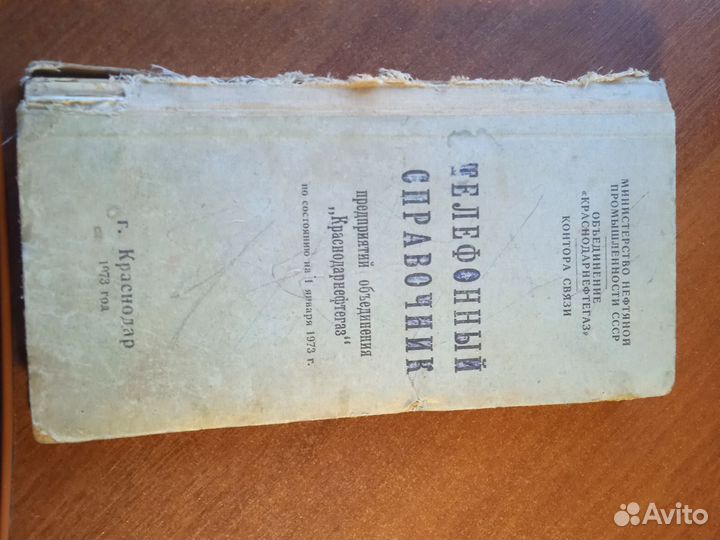 МИНИСТЕРСТВО НЕФТЯНОЙ
ПРОМЫШЛЕННОСТИ СССР
ОБЪЕДИНЕНИЕ
«КРАСНОДАРНЕФТЕГАЗ»
КОНТОРА СВЯЗИ
ТЕЛЕФОННЫЙ
СПРАВОЧНИК
предприятий объединения
„Краснодарнефтегаз“
по состоянию на 1 января 1973 г.
г. Краснодар
1973 год
Avito